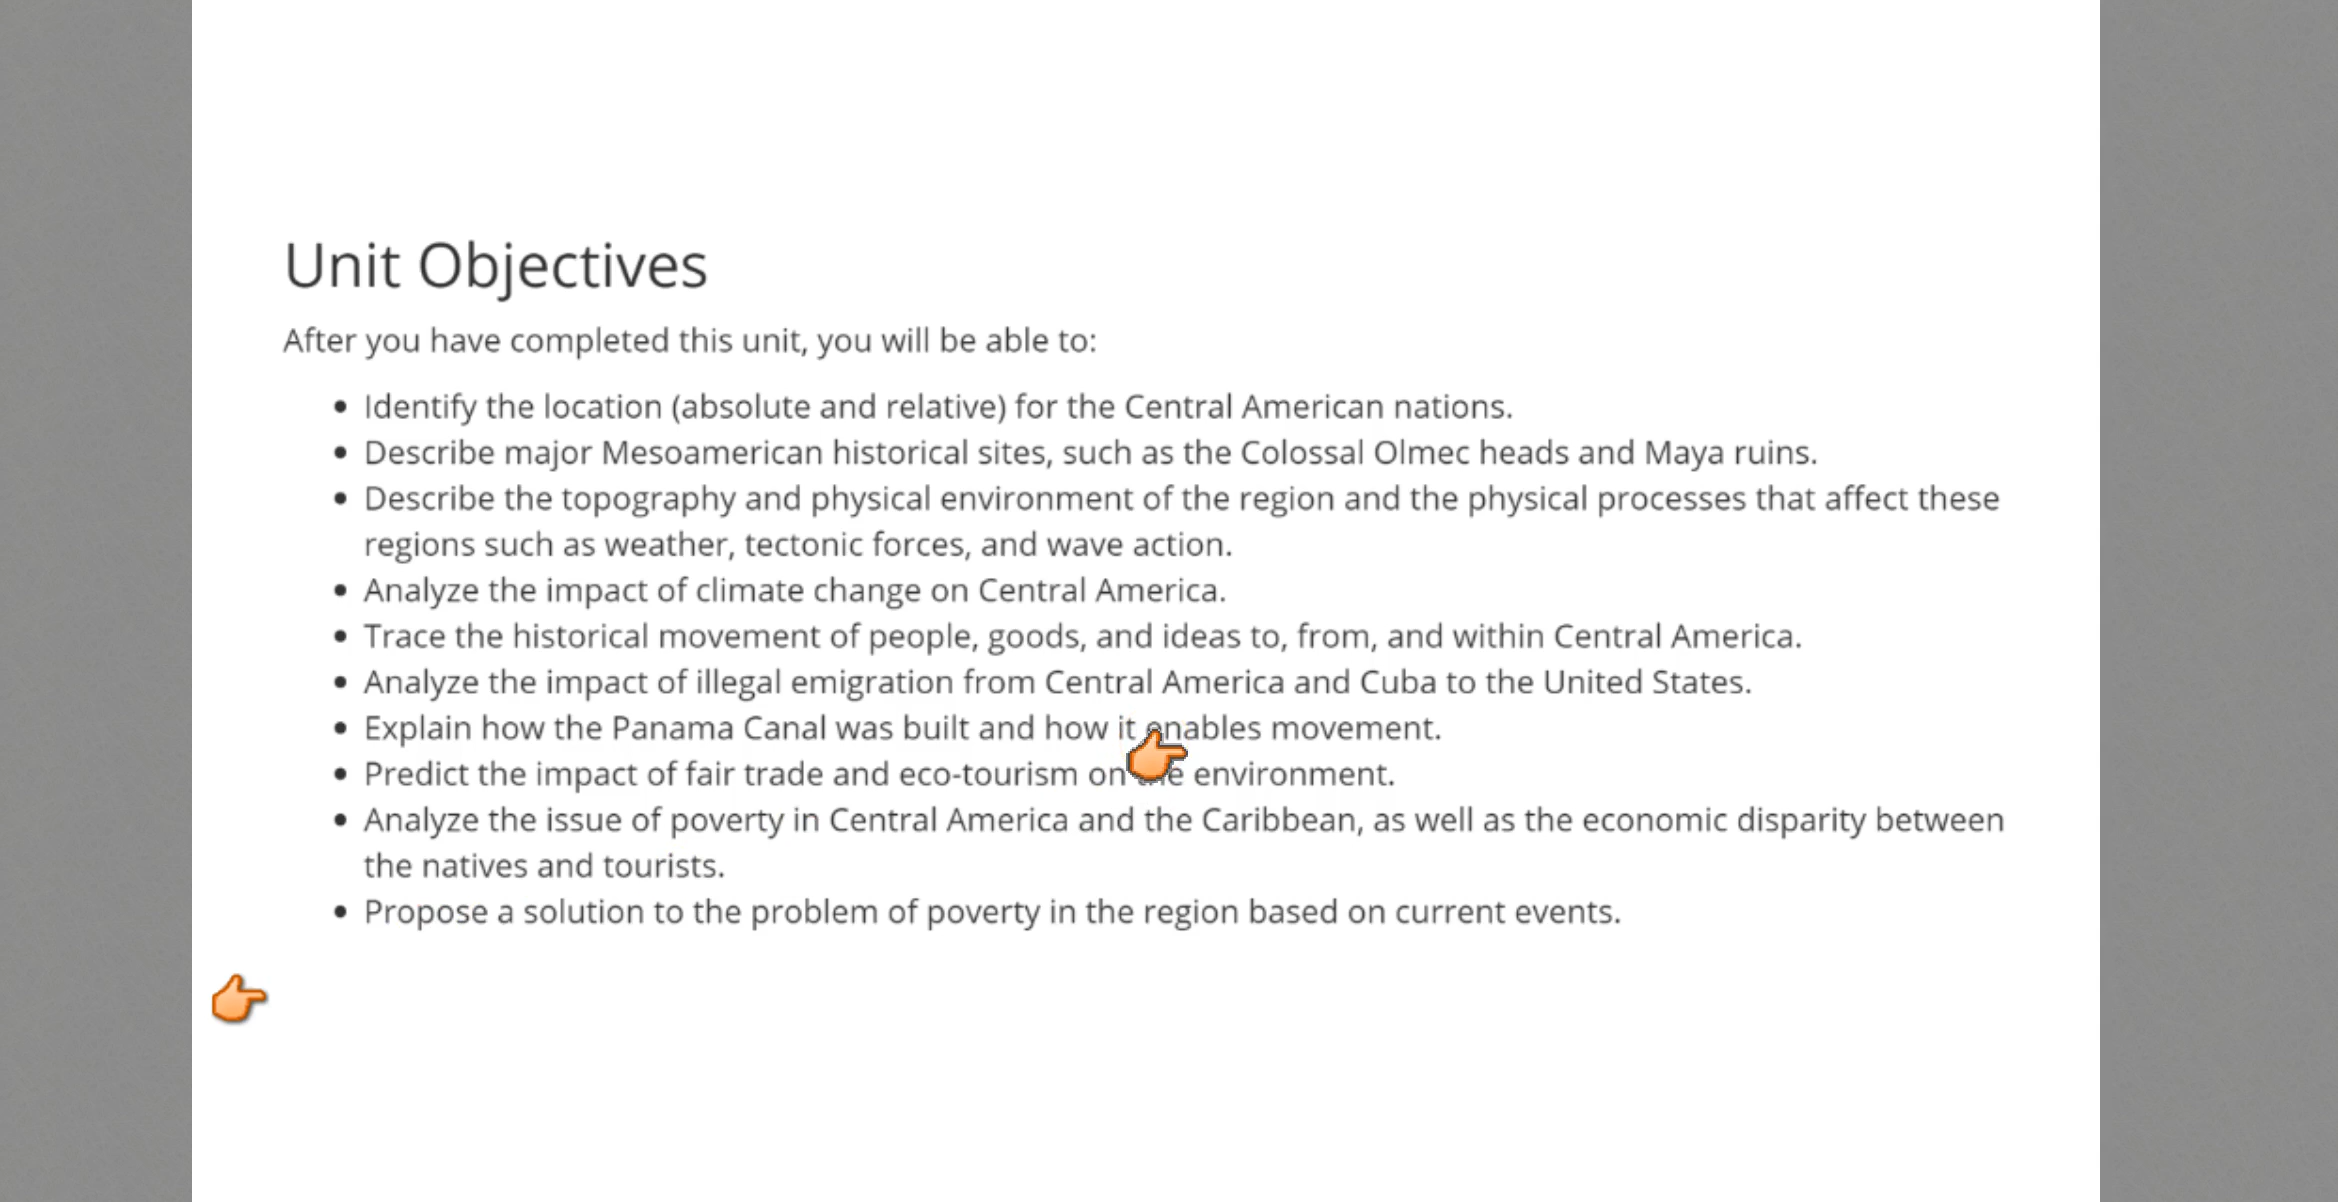 Unit Objectives
After you have completed this unit, you will be able to:
• Identify the location (absolute and relative) for the Central American nations.
• Describe major Mesoamerican historical sites, such as the Colossal Olmec heads and Maya ruins.
• Describe the topography and physical environment of the region and the physical processes that affect these
regions such as weather, tectonic forces, and wave action.
• Analyze the impact of climate change on Central America.
• Trace the historical movement of people, goods, and ideas to, from, and within Central America.
• Analyze the impact of illegal emigration from Central America and Cuba to the United States.
• Explain how the Panama Canal was built and how it enables movement.
• Predict the impact of fair trade and eco-tourism on the environment.
• Analyze the issue of poverty in Central America and the Caribbean, as well as the economic disparity between
the natives and tourists.
• Propose a solution to the problem of poverty in the region based on current events.